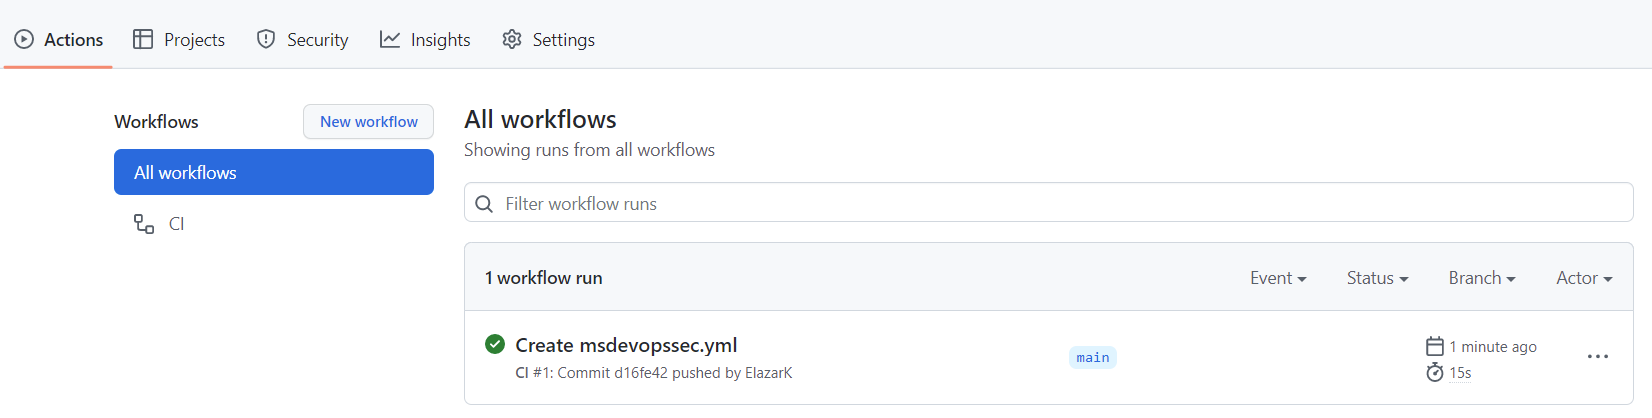 Actions Projects Security Insights Settings
Workflows New workflow
All workflows
CI
All workflows
Showing runs from all workflows
Filter workflow runs
1 workflow run Event Status Branch Actor
Create msdevopssec.yml
CI #1: Commit d16fe42 pushed by ElazarK
main
1 minute ago
15s